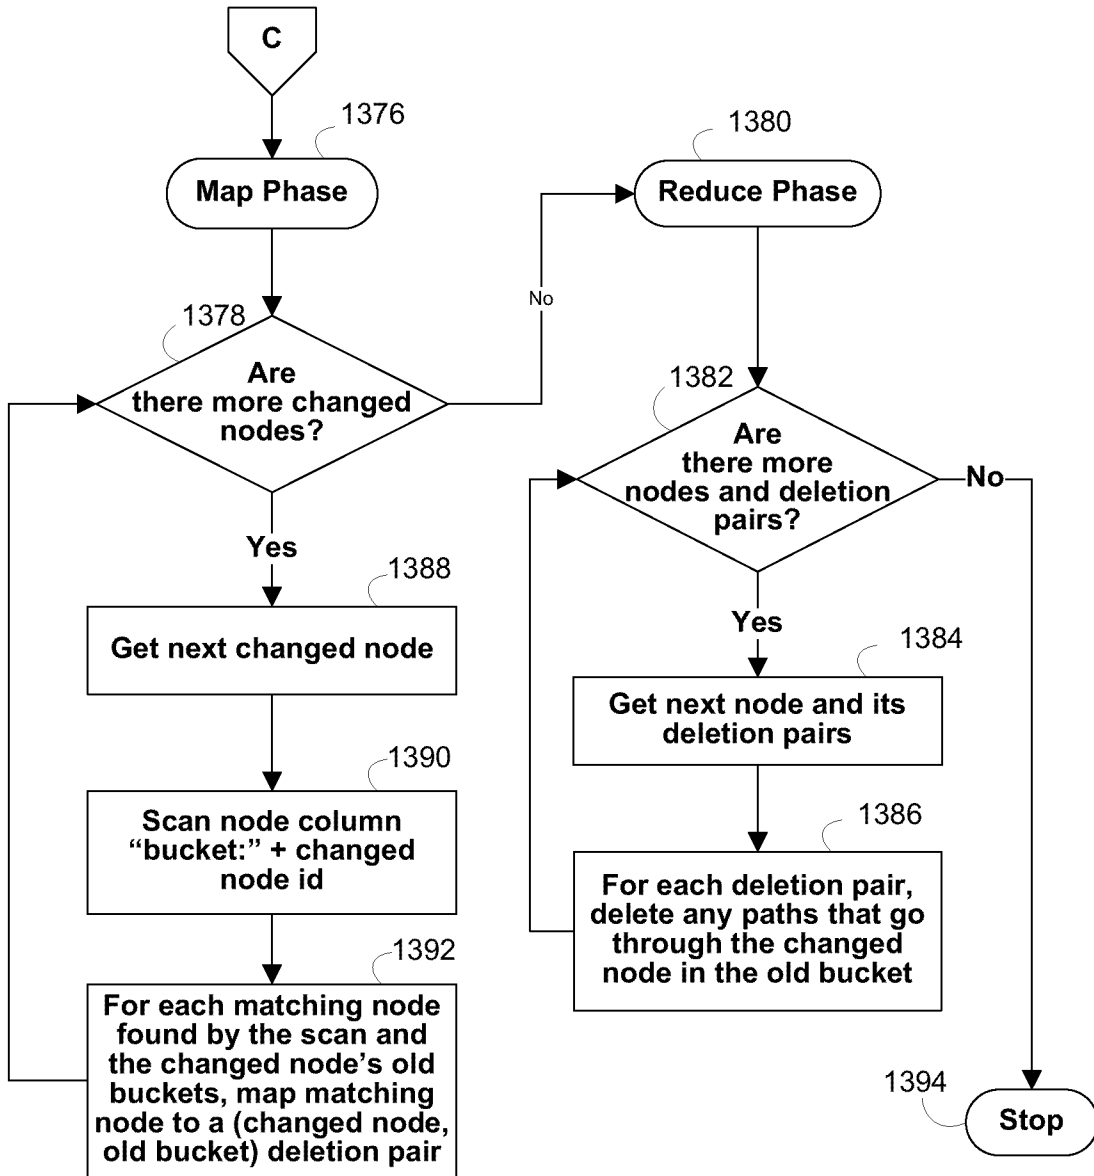 C
1376
Map Phase
1378
Are
there more changed
nodes?
No
Yes
1388
Get next changed node
1390
Scan node column
“bucket:” + changed
node id
1392
For each matching node
found by the scan and
the changed node’s old
buckets, map matching
node to a (changed node,
old bucket) deletion pair
1380
Reduce Phase
1382
Are
there more
nodes and deletion
pairs?
No
Yes
1384
Get next node and its
deletion pairs
1386
For each deletion pair,
delete any paths that go
through the changed
node in the old bucket
1394
Stop